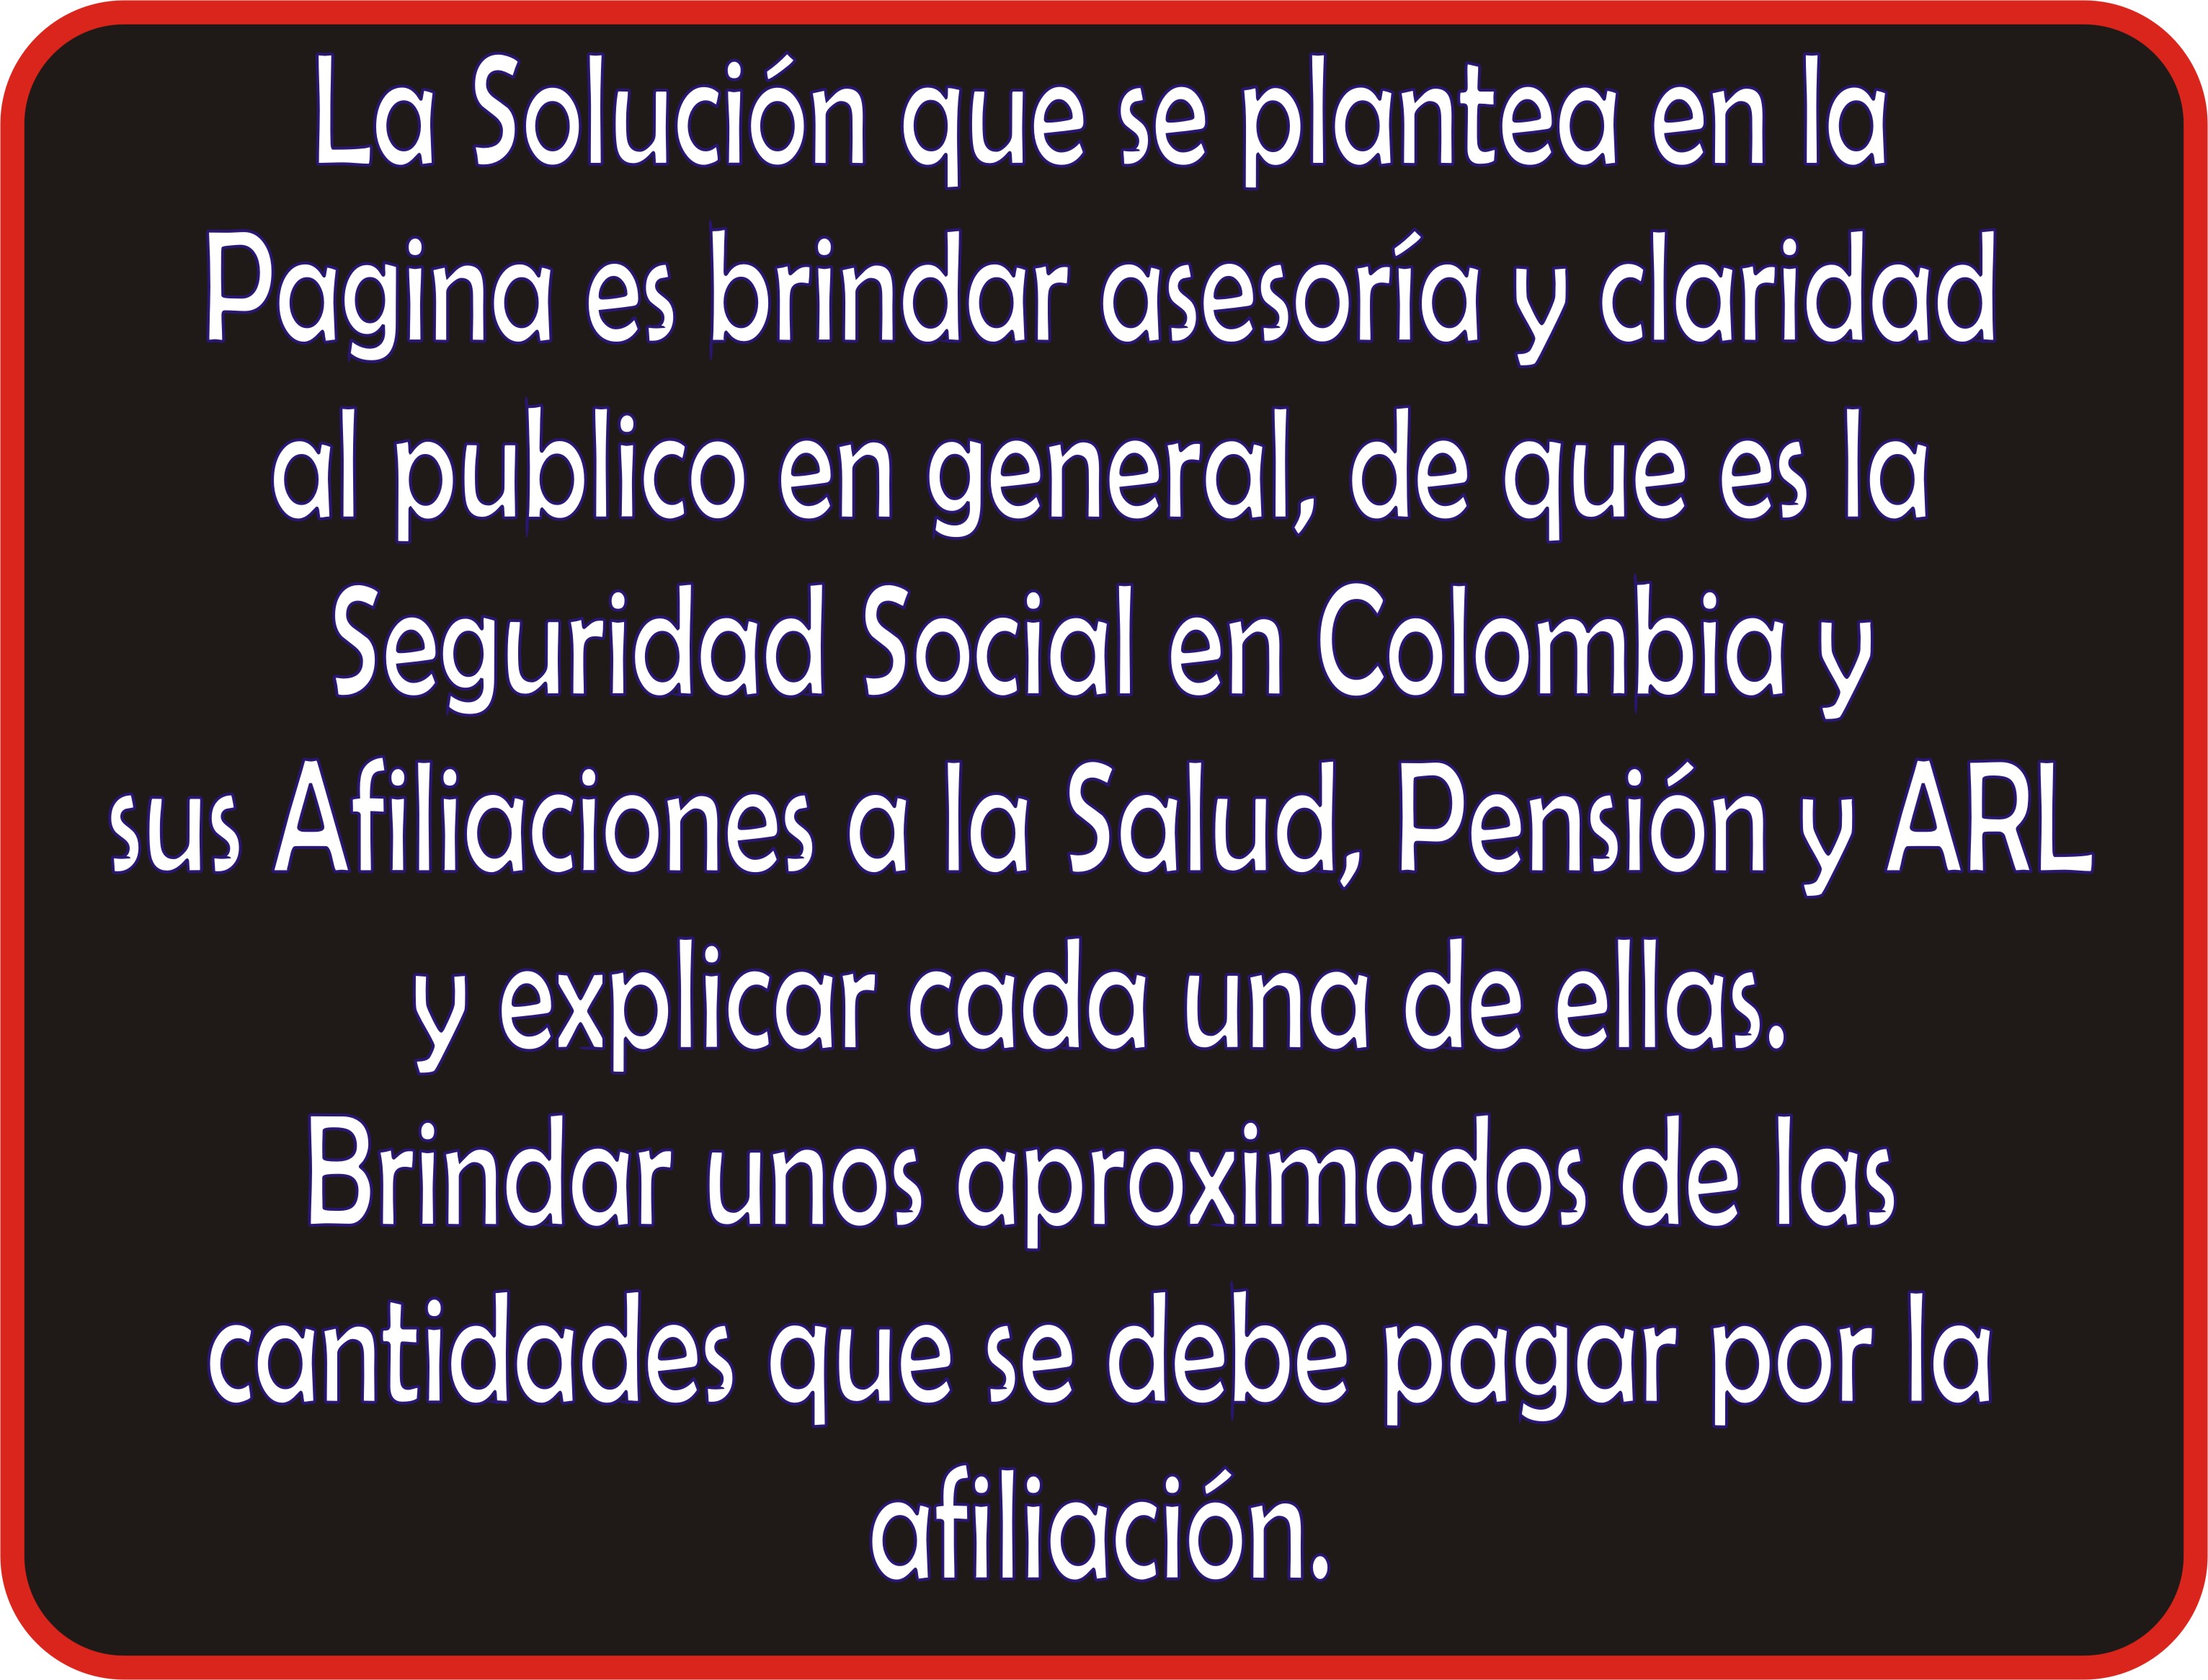 La Solución que se plantea en la
Pagina es brindar asesoría y claridad
al publico en general, de que es la
Seguridad Social en Colombia y
sus Afiliaciones a la Salud, Pensión y ARL
y explicar cada una de ellas.
Brindar unos aproximados de las
cantidades que se debe pagar por la
afiliación.